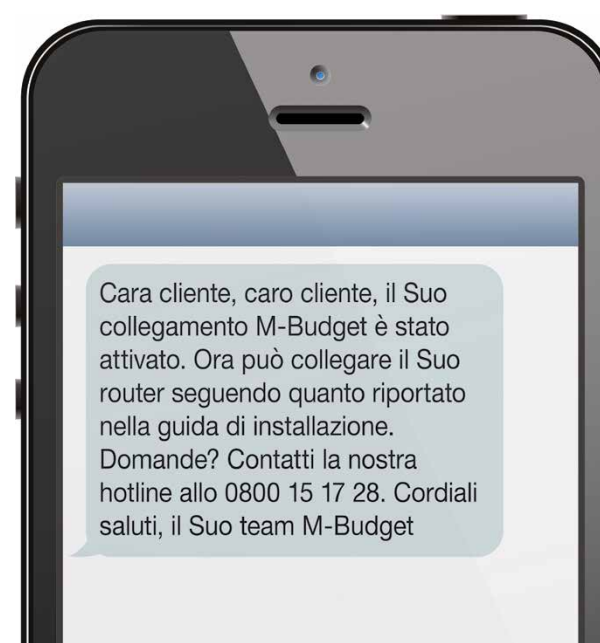 Cara cliente, caro cliente, il Suo
collegamento M-Budget è stato
attivato. Ora può collegare il Suo
router seguendo quanto riportato
nella guida di installazione.
Domande? Contatti la nostra
hotline allo 0800 15 17 28. Cordiali
saluti, il Suo team M-Budget